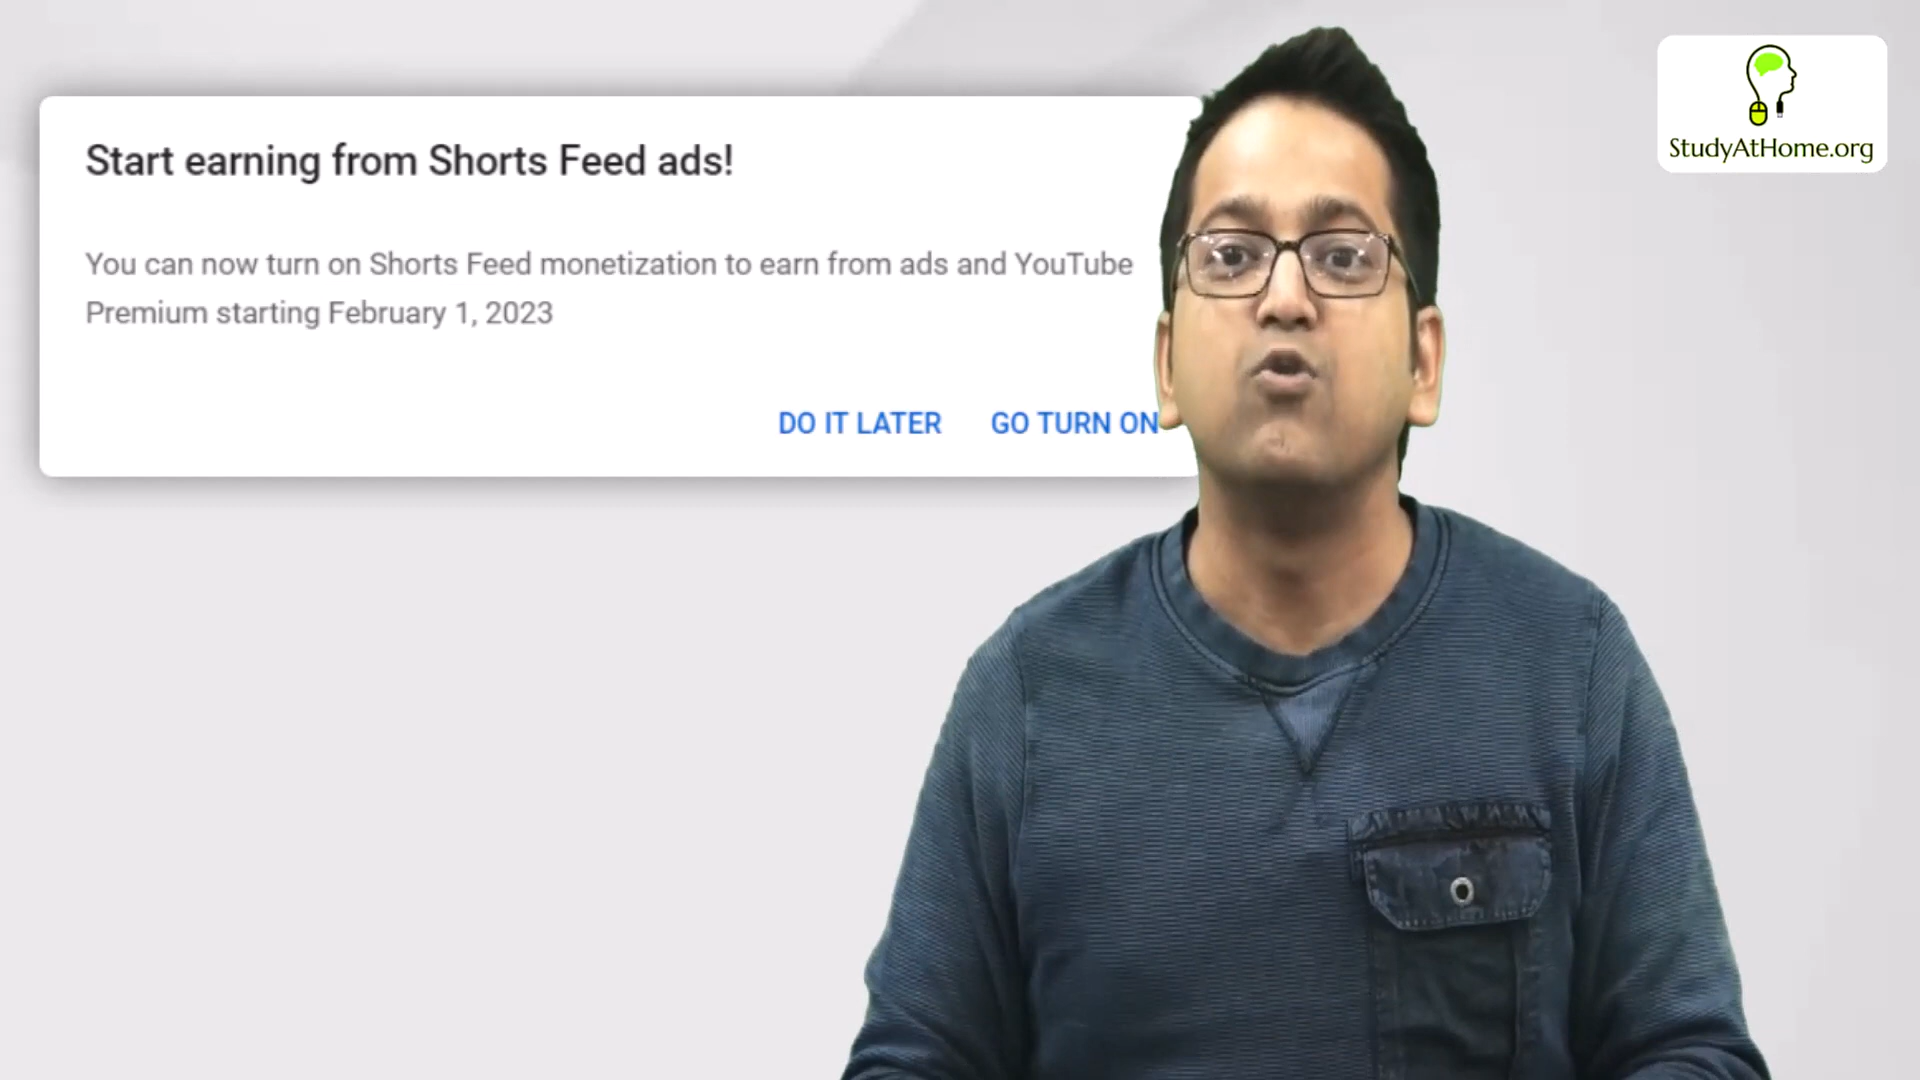 Start earning from Shorts Feed ads!
You can now turn on Shorts Feed monetization to earn from ads and YouTube
Premium starting February 1, 2023
DO IT LATER GO TURN ON
StudyAtHome.org